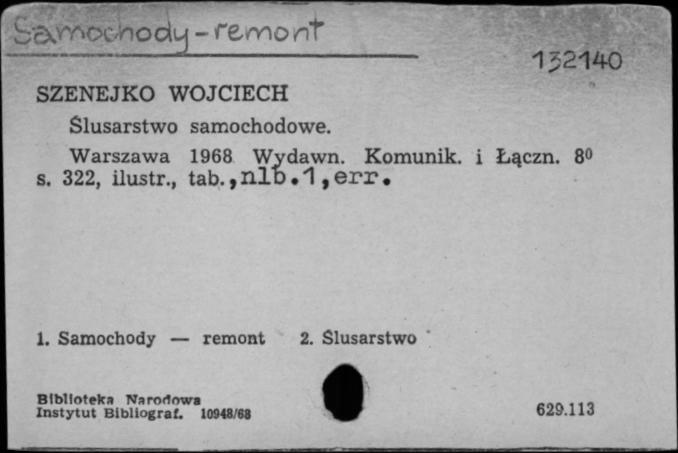 Samochody - remont
132140
SZENEJKO WOJCIECH
Ślusarstwo samochodowe.
Warszawa 1968 Wydawn. Komunik. i Łączn. 8⁰
s. 322, ilustr., tab.,nlb.1,err.
1. Samochody — remont 2. Ślusarstwo
Biblioteka Narodowa
Instytut Bibliograf. 10948/68
629.113